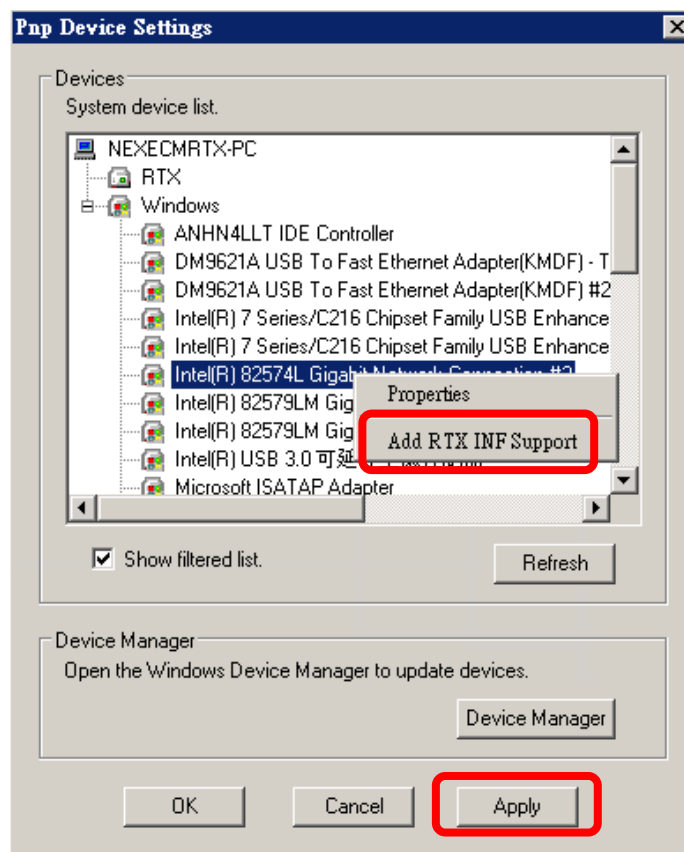 Pnp Device Settings
Devices
System device list.
NEXECMRTX-PC
RTX
Windows
ANHN4LLT IDE Controller
DM9621A USB To Fast Ethernet Adapter(KMDF) - T
DM9621A USB To Fast Ethernet Adapter(KMDF) #2
Intel(R) 7 Series/C216 Chipset Family USB Enhance
Intel(R) 7 Series/C216 Chipset Family USB Enhance
Intel(R) 82574L Gigabit Network Connection #2
Properties
Intel(R) 82579LM Gig
Intel(R) 82579LM Gig
Add RTX INF Support
Intel(R) USB 3.0 可延
Microsoft ISATAP Adapter
Show filtered list.
Refresh
Device Manager
Open the Windows Device Manager to update devices.
Device Manager
OK
Cancel
Apply